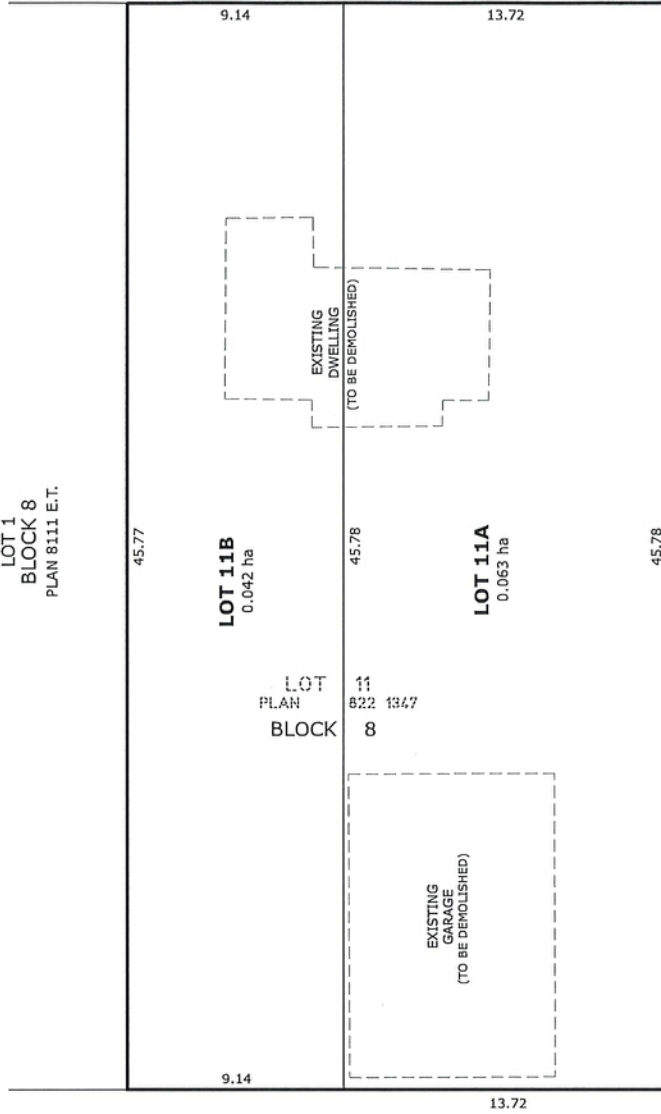 9.14
13.72
EXISTING
DWELLING
(TO BE DEMOLISHED)
LOT 1
BLOCK 8
PLAN 8111 E.T.
45.77
LOT 11B
0.042 ha
45.78
LOT 11A
0.063 ha
45.78
LOT 11
PLAN 822 1347
BLOCK 8
EXISTING
GARAGE
(TO BE DEMOLISHED)
9.14
13.72